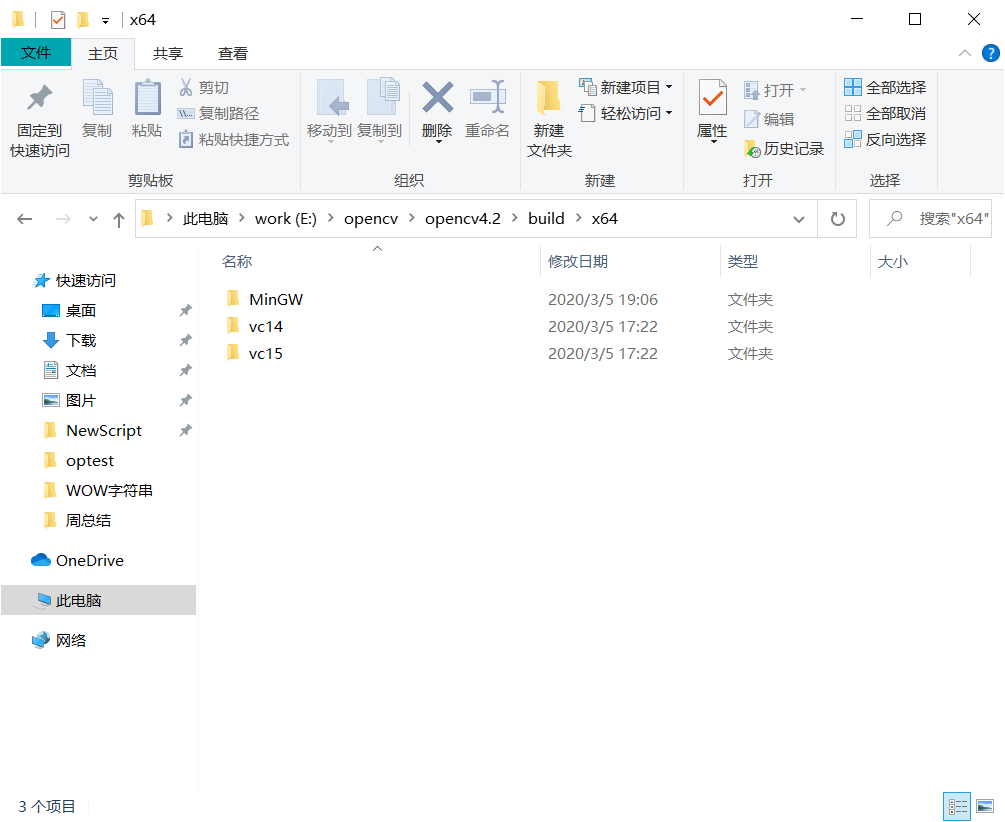 x64
文件 主页 共享 查看
固定到
快速访问
复制
粘贴
剪切
复制路径
粘贴快捷方式
剪贴板
移动到 复制到 删除 重命名
组织
新建
文件夹
新建项目
轻松访问
新建
属性
打开
编辑
历史记录
打开
全部选择
全部取消
反向选择
选择
此电脑 work (E:) opencv opencv4.2 build x64
搜索"x64"
名称 修改日期 类型 大小
MinGW 2020/3/5 19:06 文件夹
vc14 2020/3/5 17:22 文件夹
vc15 2020/3/5 17:22 文件夹
快速访问
桌面
下载
文档
图片
NewScript
optest
WOW字符串
周总结
OneDrive
此电脑
网络
3 个项目